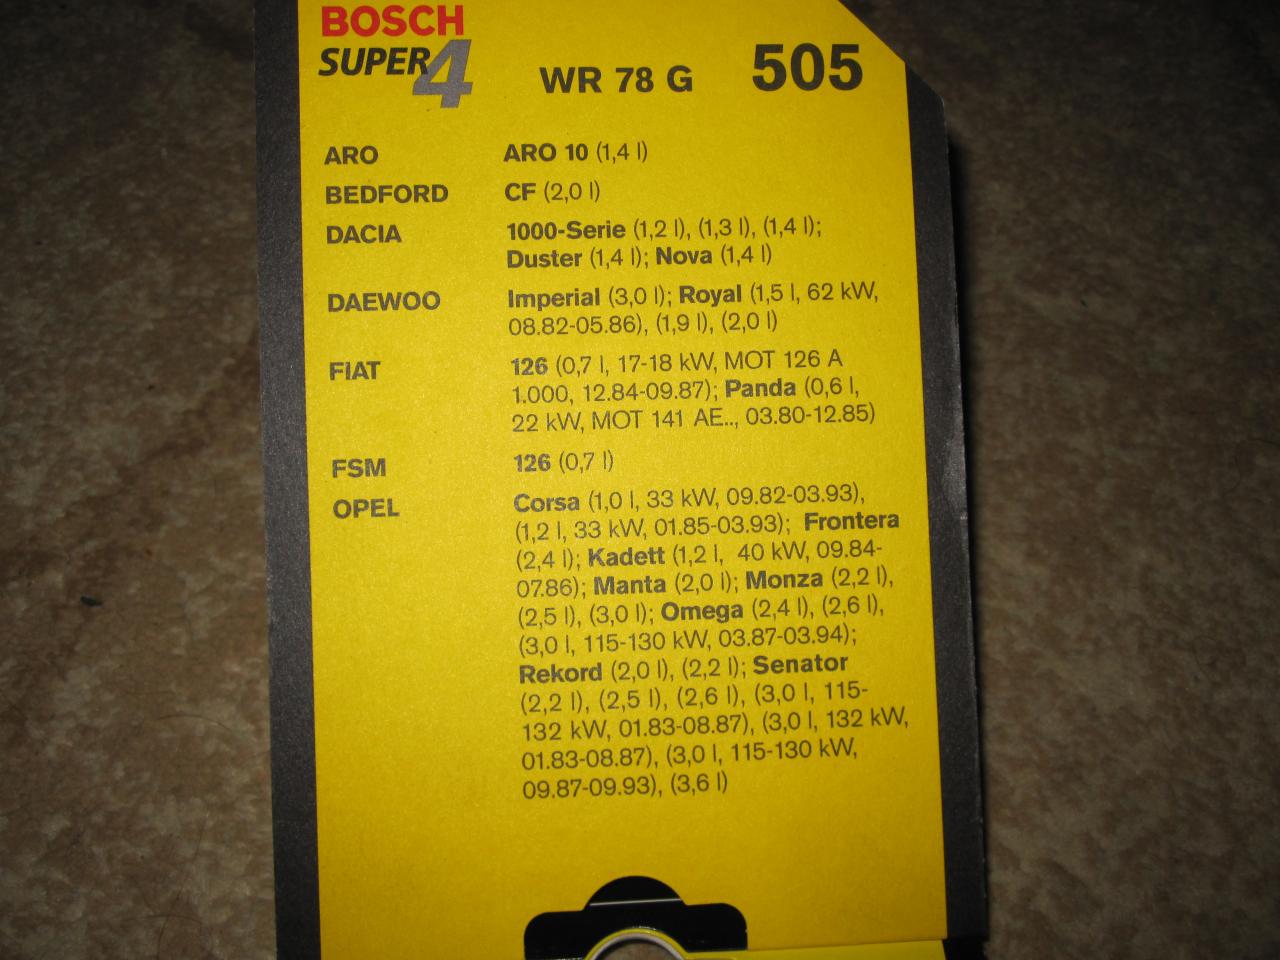 BOSCH
SUPER 4
WR 78 G 505
ARO ARO 10 (1,4 l)
BEDFORD CF (2,0 l)
DACIA 1000-Serie (1,2 l), (1,3 l), (1,4 l);
Duster (1,4 l); Nova (1,4 l)
DAEWOO Imperial (3,0 l); Royal (1,5 l, 62 kW,
08.82-05.86), (1,9 l), (2,0 l)
FIAT 126 (0,7 l, 17-18 kW, MOT 126 A
1.000, 12.84-09.87); Panda (0,6 l,
22 kW, MOT 141 AE.., 03.80-12.85)
FSM 126 (0,7 l)
OPEL Corsa (1,0 l, 33 kW, 09.82-03.93),
(1,2 l, 33 kW, 01.85-03.93); Frontera
(2,4 l); Kadett (1,2 l, 40 kW, 09.84-
07.86); Manta (2,0 l); Monza (2,2 l),
(2,5 l), (3,0 l); Omega (2,4 l), (2,6 l),
(3,0 l, 115-130 kW, 03.87-03.94);
Rekord (2,0 l), (2,2 l); Senator
(2,2 l), (2,5 l), (2,6 l), (3,0 l, 115-
132 kW, 01.83-08.87), (3,0 l, 132 kW,
01.83-08.87), (3,0 l, 115-130 kW,
09.87-09.93), (3,6 l)